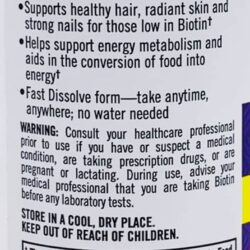 •Supports healthy hair, radiant skin and
strong nails for those low in Biotin†
•Helps support energy metabolism and
aids in the conversion of food into
energy†
•Fast Dissolve form—take anytime,
anywhere; no water needed
WARNING: Consult your healthcare professional
prior to use if you have or suspect a medical
condition, are taking prescription drugs, or are
pregnant or lactating. During use, advise your
medical professional that you are taking Biotin
before any laboratory tests.
STORE IN A COOL, DRY PLACE.
KEEP OUT OF REACH OF CHILDREN.